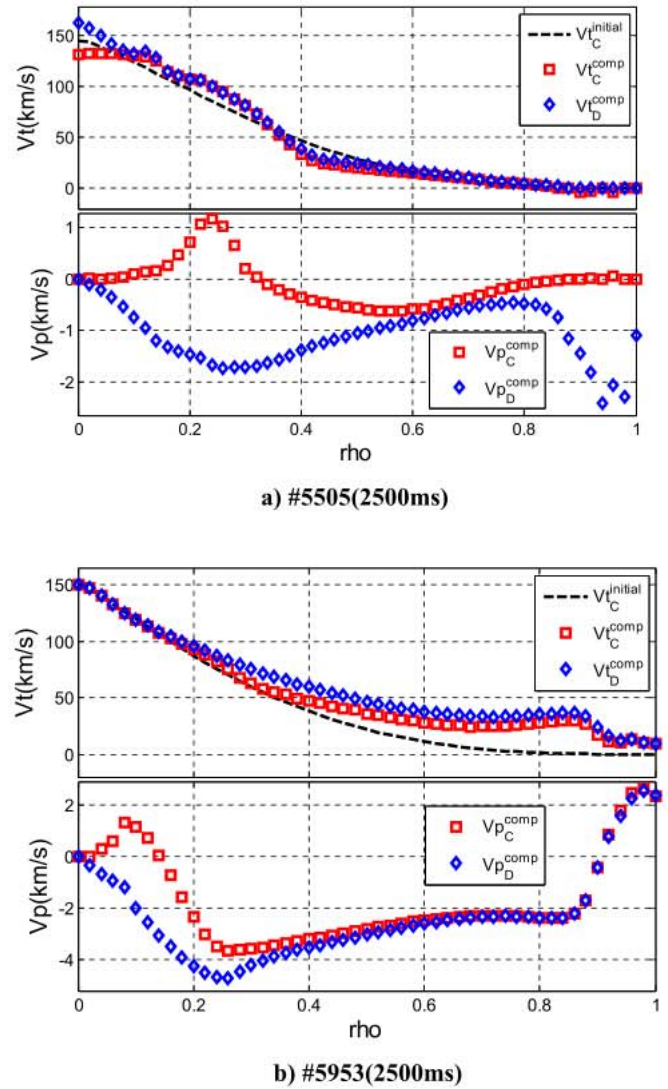 150
100
50
0
Vt(km/s)
Vt_C^initial
Vt_C^comp
Vt_D^comp
1
0
-1
-2
Vp(km/s)
Vp_C^comp
Vp_D^comp
0 0.2 0.4 0.6 0.8 1
rho
a) #5505(2500ms)
150
100
50
0
Vt(km/s)
Vt_C^initial
Vt_C^comp
Vt_D^comp
2
0
-2
-4
Vp(km/s)
Vp_C^comp
Vp_D^comp
0 0.2 0.4 0.6 0.8 1
rho
b) #5953(2500ms)